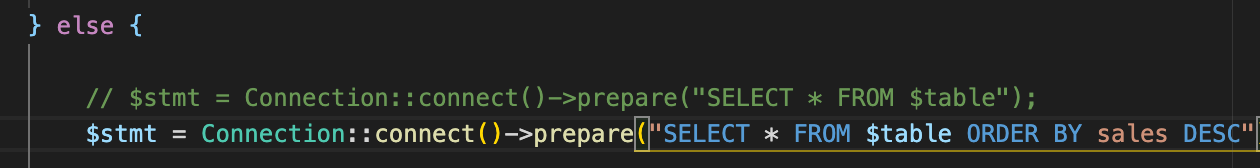 } else {
// $stmt = Connection::connect()->prepare("SELECT * FROM $table");
$stmt = Connection::connect()->prepare("SELECT * FROM $table ORDER BY sales DESC"